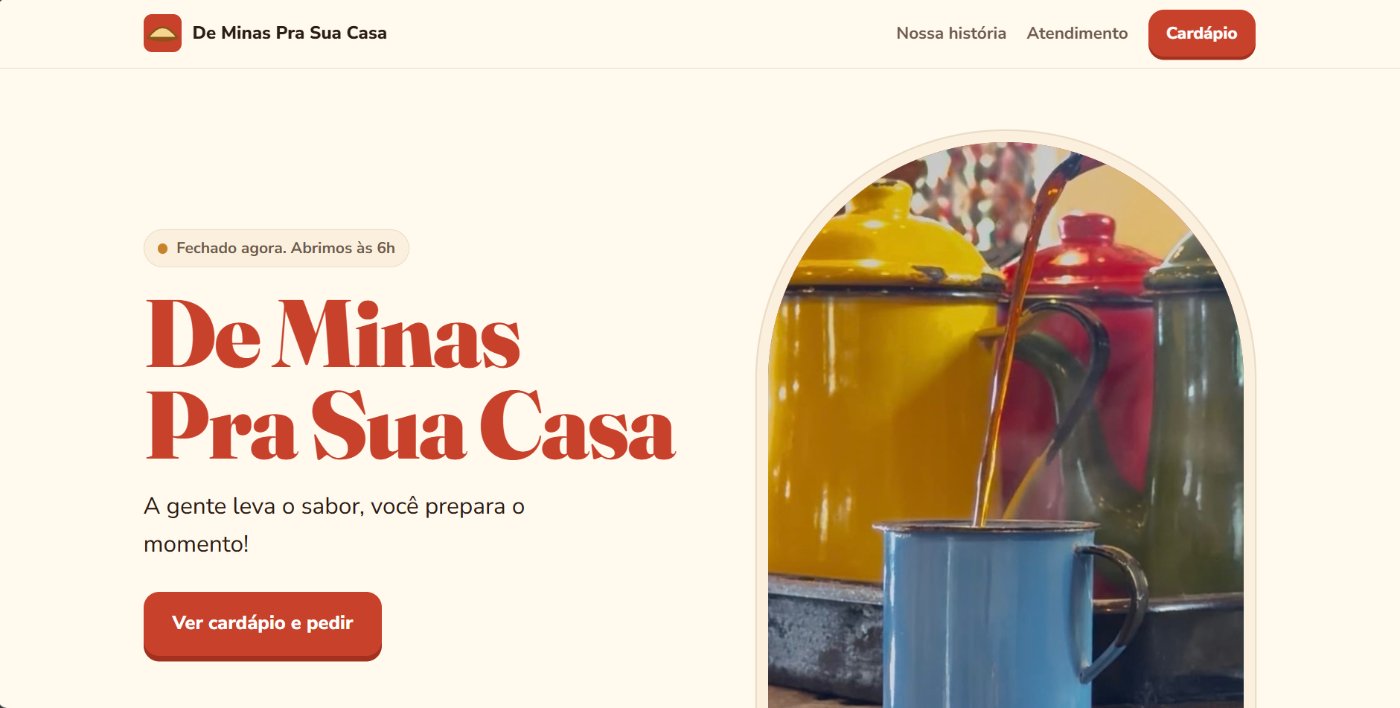 De Minas Pra Sua Casa
Nossa história
Atendimento
Cardápio
Fechado agora. Abrimos às 6h
De Minas
Pra Sua Casa
A gente leva o sabor, você prepara o
momento!
Ver cardápio e pedir